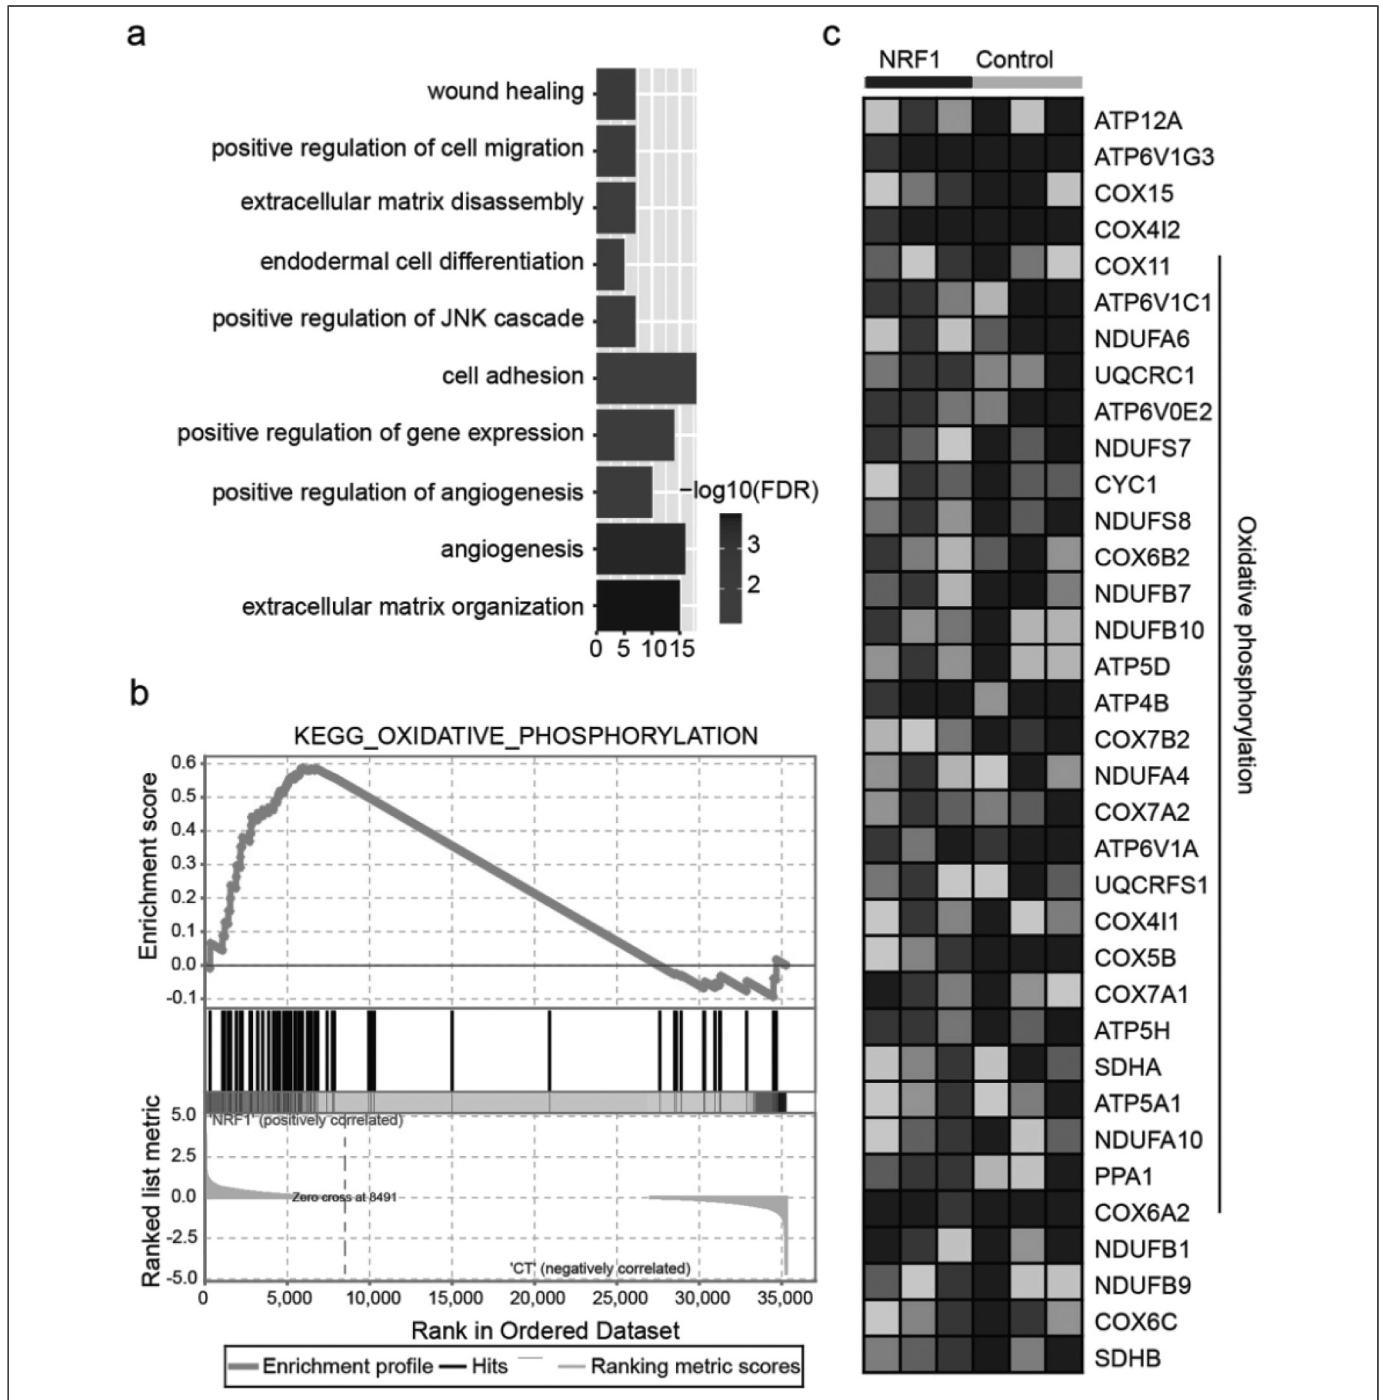 a
wound healing
positive regulation of cell migration
extracellular matrix disassembly
endodermal cell differentiation
positive regulation of JNK cascade
cell adhesion
positive regulation of gene expression
positive regulation of angiogenesis
angiogenesis
extracellular matrix organization
0 5 10 15
−log10(FDR)
3
2
b
KEGG_OXIDATIVE_PHOSPHORYLATION
Enrichment score
0.6
0.5
0.4
0.3
0.2
0.1
0.0
-0.1
Ranked list metric
5.0
2.5
0.0
-2.5
-5.0
'NRF1' (positively correlated)
Zero cross at 8491
'CT' (negatively correlated)
0 5,000 10,000 15,000 20,000 25,000 30,000 35,000
Rank in Ordered Dataset
Enrichment profile Hits Ranking metric scores
c
NRF1 Control
ATP12A
ATP6V1G3
COX15
COX4I2
COX11
ATP6V1C1
NDUFA6
UQCRC1
ATP6V0E2
NDUFS7
CYC1
NDUFS8
COX6B2
NDUFB7
NDUFB10
ATP5D
ATP4B
COX7B2
NDUFA4
COX7A2
ATP6V1A
UQCRFS1
COX4I1
COX5B
COX7A1
ATP5H
SDHA
ATP5A1
NDUFA10
PPA1
COX6A2
NDUFB1
NDUFB9
COX6C
SDHB
Oxidative phosphorylation